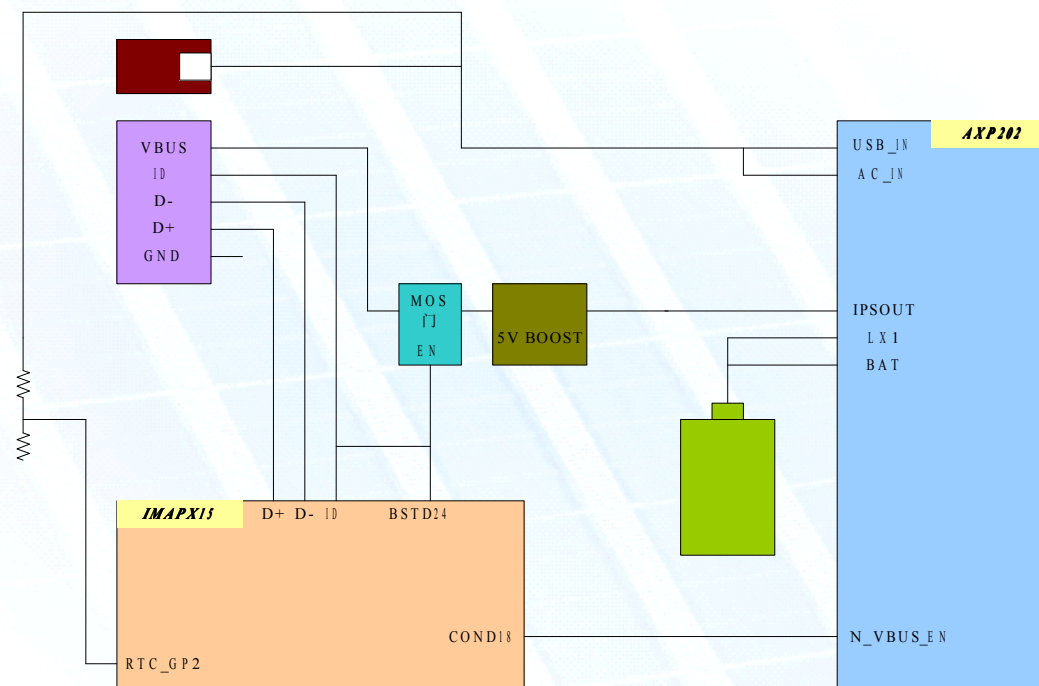 AXP202
USB_IN
AC_IN
VBUS
ID
D-
D+
GND
MOS
门
EN
5V BOOST
IPSOUT
LX1
BAT
IMAPX15
D+ D- ID BSTD24
COND18
N_VBUS_EN
RTC_GP2